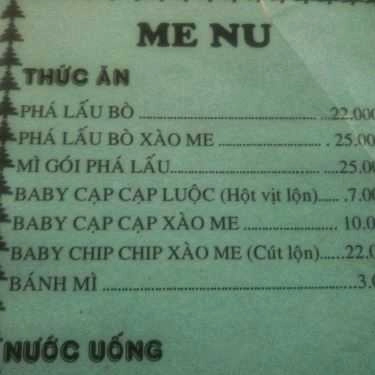 ME NU
THỨC ĂN
PHÁ LẤU BÒ ........ 22.000
PHÁ LẤU BÒ XÀO ME ........ 25.00
MÌ GÓI PHÁ LẤU........ 25.00
BABY CẠP CẠP LUỘC (Hột vịt lộn)...... .7.00
BABY CẠP CẠP XÀO ME ........ 10.0
BABY CHIP CHIP XÀO ME (Cút lộn)......22.0
BÁNH MÌ ........ 3.0
NƯỚC UỐNG